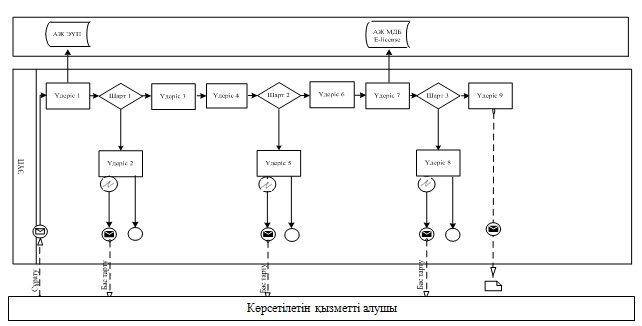 АЖ ЭҮП
АЖ МДБ
E-license
ЭҮП
Үдеріс 1
Шарт 1
Үдеріс 3
Үдеріс 4
Шарт 2
Үдеріс 6
Үдеріс 7
Шарт 3
Үдеріс 9
Үдеріс 2
Үдеріс 5
Үдеріс 8
Сұрату
Бас тарту
Бас тарту
Бас тарту
Көрсетілетін қызметті алушы